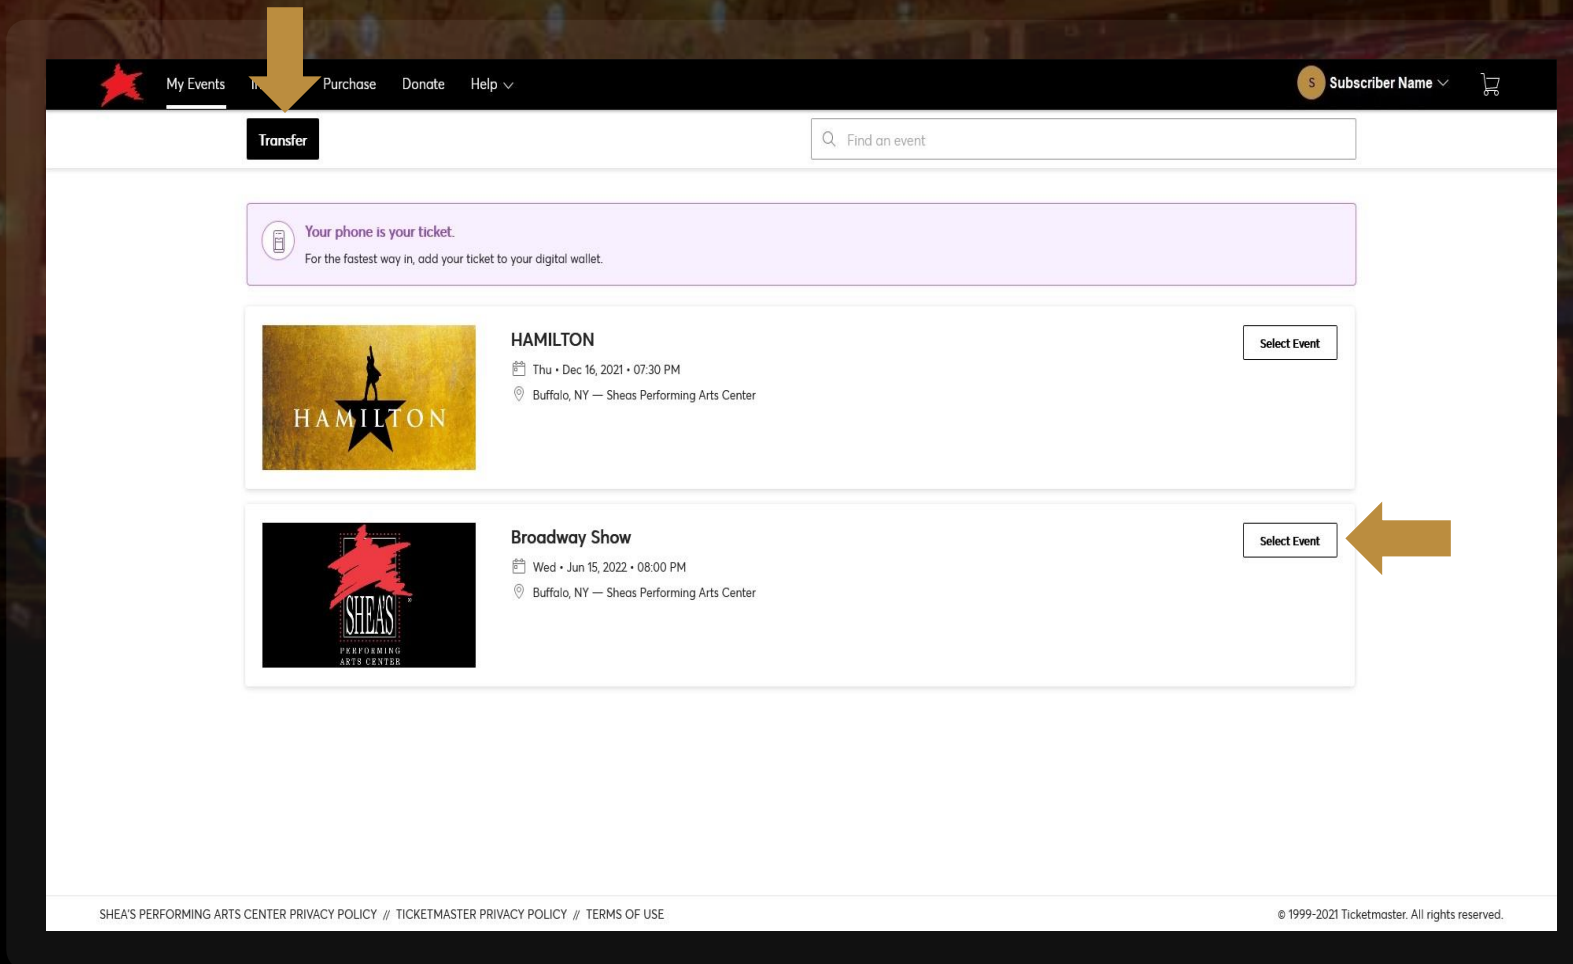 My Events
Purchase
Donate
Help
S
Subscriber Name
Transfer
Find an event
Your phone is your ticket.
For the fastest way in, add your ticket to your digital wallet.
HAMILTON
HAMILTON
Thu • Dec 16, 2021 • 07:30 PM
Buffalo, NY — Sheas Performing Arts Center
Select Event
SHEA'S
®
PERFORMING
ARTS CENTER
Broadway Show
Wed • Jun 15, 2022 • 08:00 PM
Buffalo, NY — Sheas Performing Arts Center
Select Event
SHEA'S PERFORMING ARTS CENTER PRIVACY POLICY // TICKETMASTER PRIVACY POLICY // TERMS OF USE
© 1999-2021 Ticketmaster. All rights reserved.